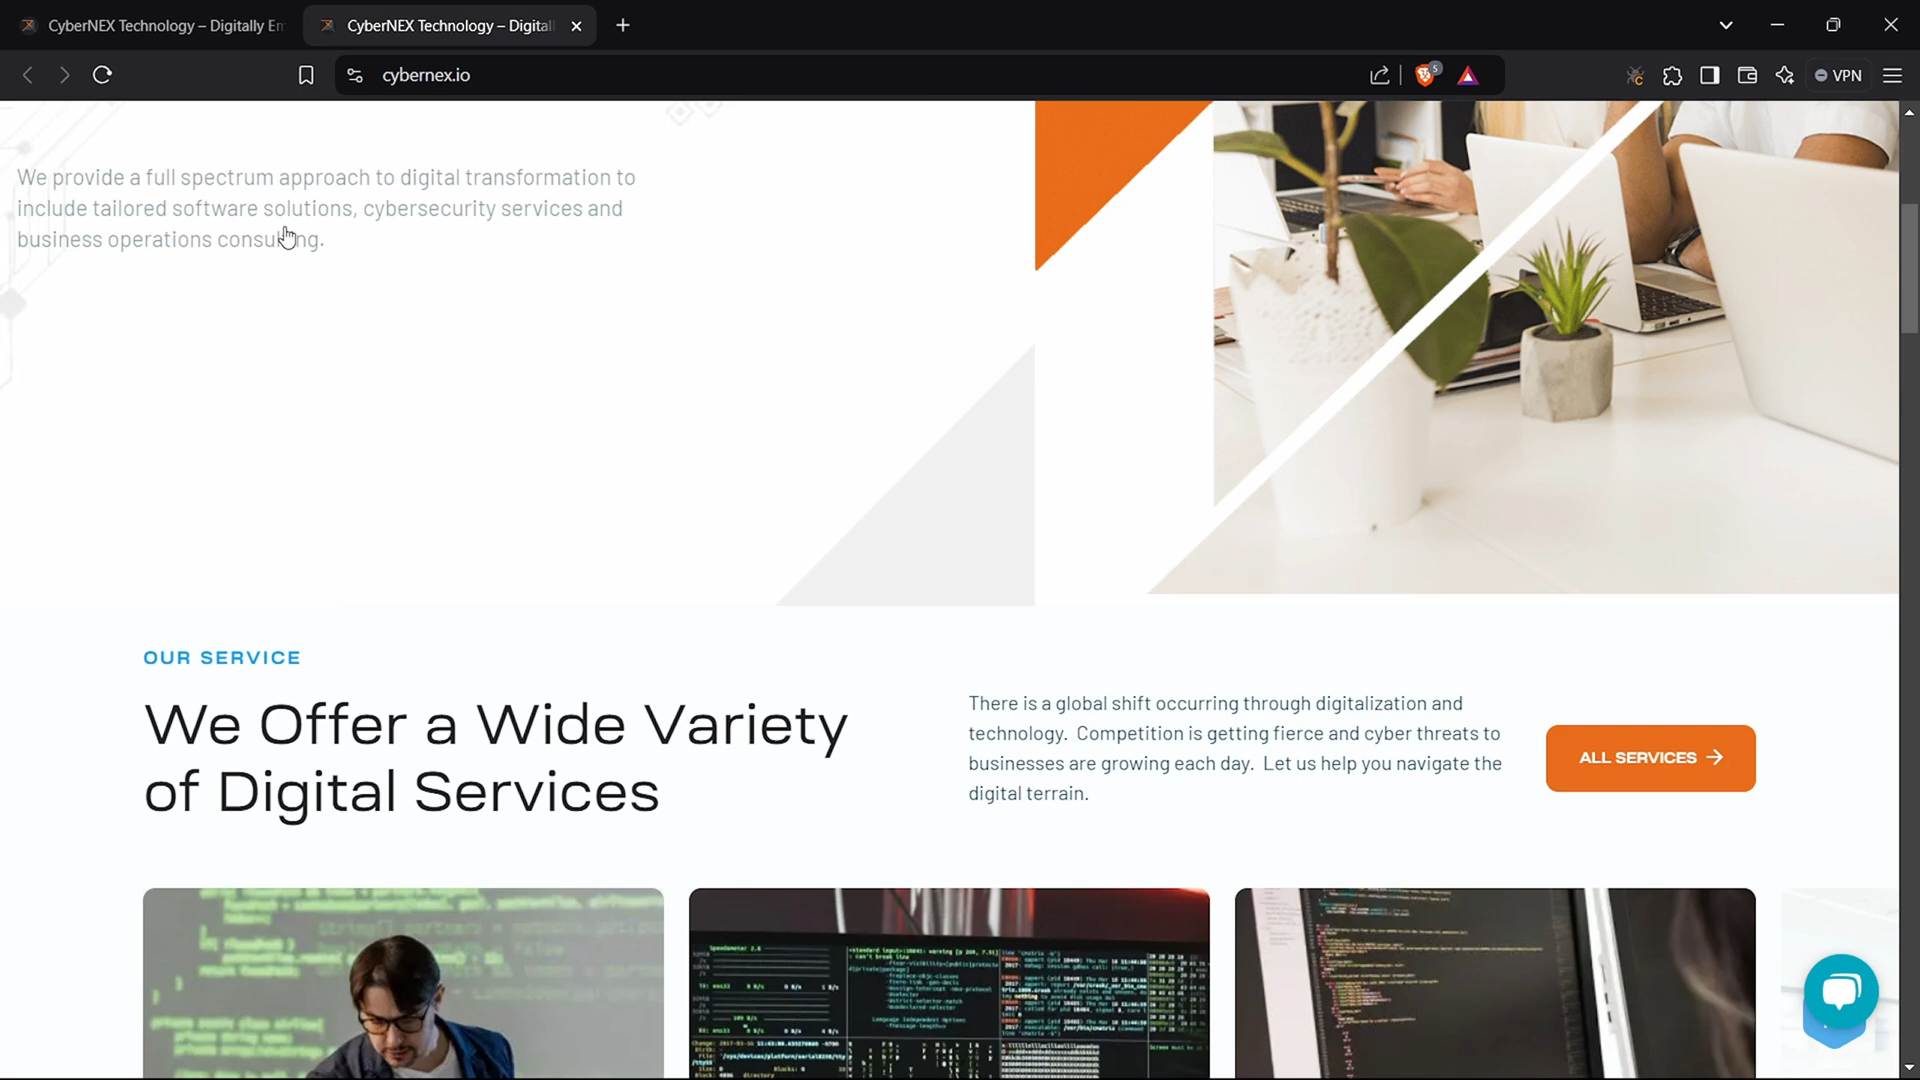 CyberNEX Technology – Digitally Em
CyberNEX Technology – Digital
cybernex.io
5
VPN
We provide a full spectrum approach to digital transformation to
include tailored software solutions, cybersecurity services and
business operations consulting.
OUR SERVICE
We Offer a Wide Variety
of Digital Services
There is a global shift occurring through digitalization and
technology. Competition is getting fierce and cyber threats to
businesses are growing each day. Let us help you navigate the
digital terrain.
ALL SERVICES →